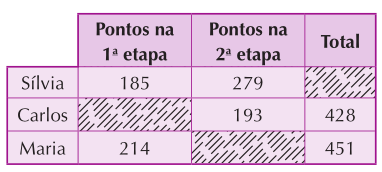 Pontos na 1ª etapa Pontos na 2ª etapa Total
Sílvia 185 279
Carlos 193 428
Maria 214 451